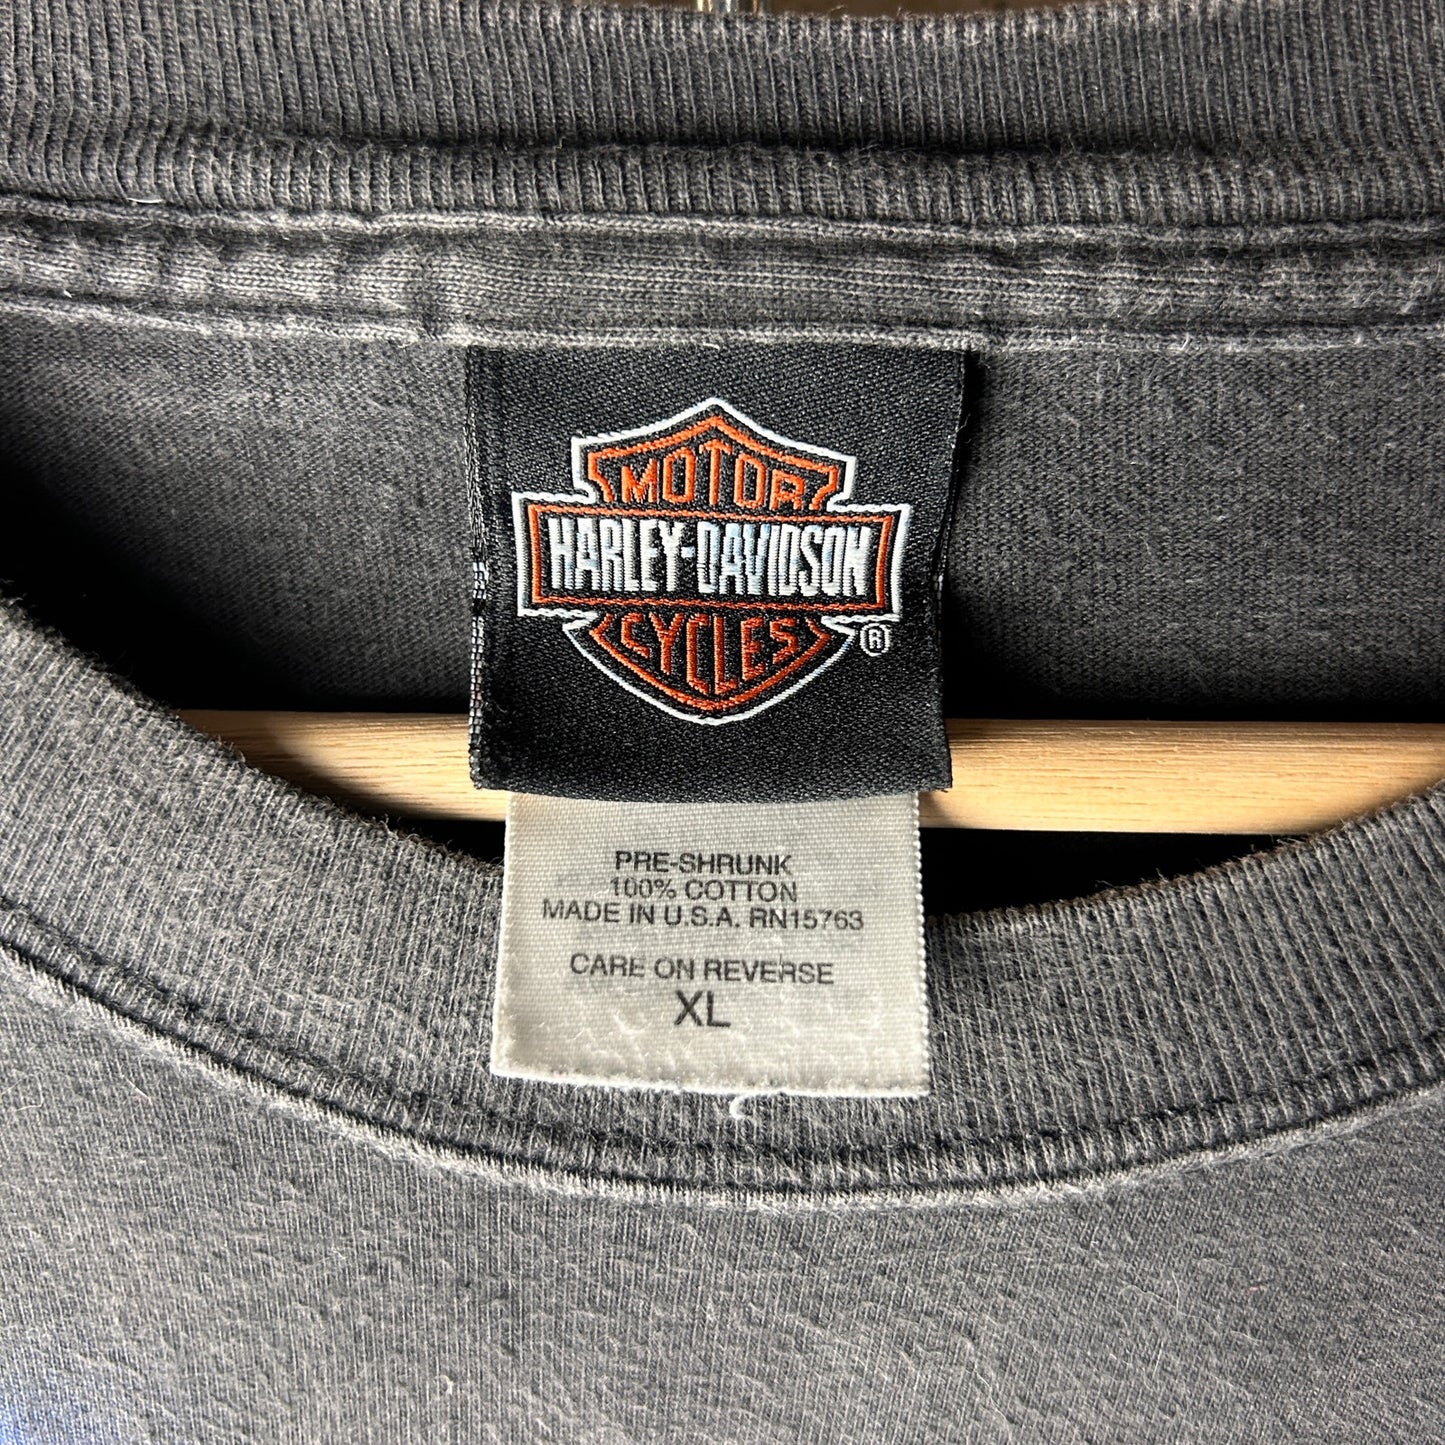 MOTOR
HARLEY-DAVIDSON
CYCLES
®
PRE-SHRUNK
100% COTTON
MADE IN U.S.A. RN15763
CARE ON REVERSE
XL